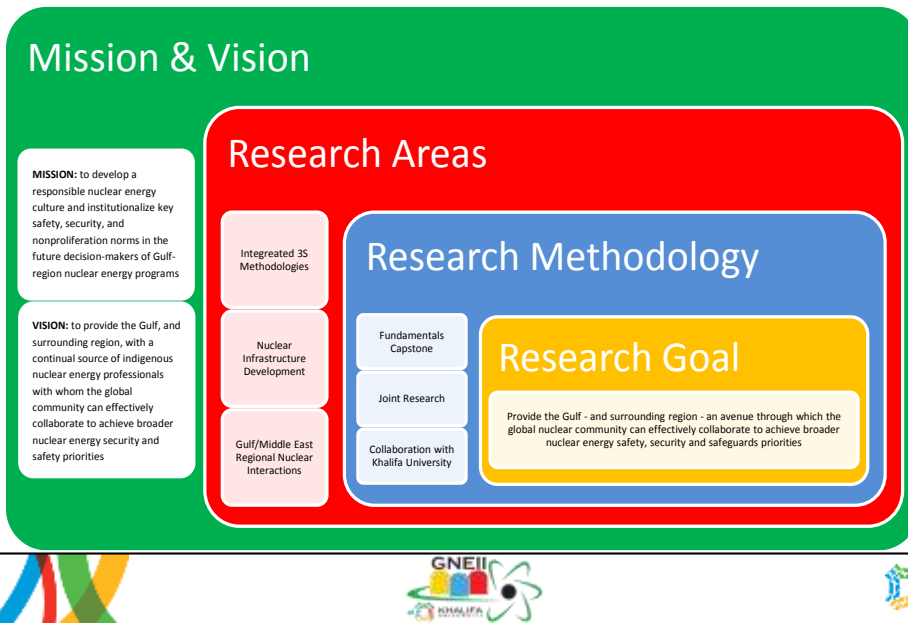 Mission & Vision
MISSION: to develop a
responsible nuclear energy
culture and institutionalize key
safety, security, and
nonproliferation norms in the
future decision-makers of Gulf-
region nuclear energy programs
VISION: to provide the Gulf, and
surrounding region, with a
continual source of indigenous
nuclear energy professionals
with whom the global
community can effectively
collaborate to achieve broader
nuclear energy security and
safety priorities
Research Areas
Integreated 3S
Methodologies
Nuclear
Infrastructure
Development
Gulf/Middle East
Regional Nuclear
Interactions
Research Methodology
Fundamentals
Capstone
Joint Research
Collaboration with
Khalifa University
Research Goal
Provide the Gulf - and surrounding region - an avenue through which the
global nuclear community can effectively collaborate to achieve broader
nuclear energy safety, security and safeguards priorities
GNEII
KHALIFA
UNIVERSITY